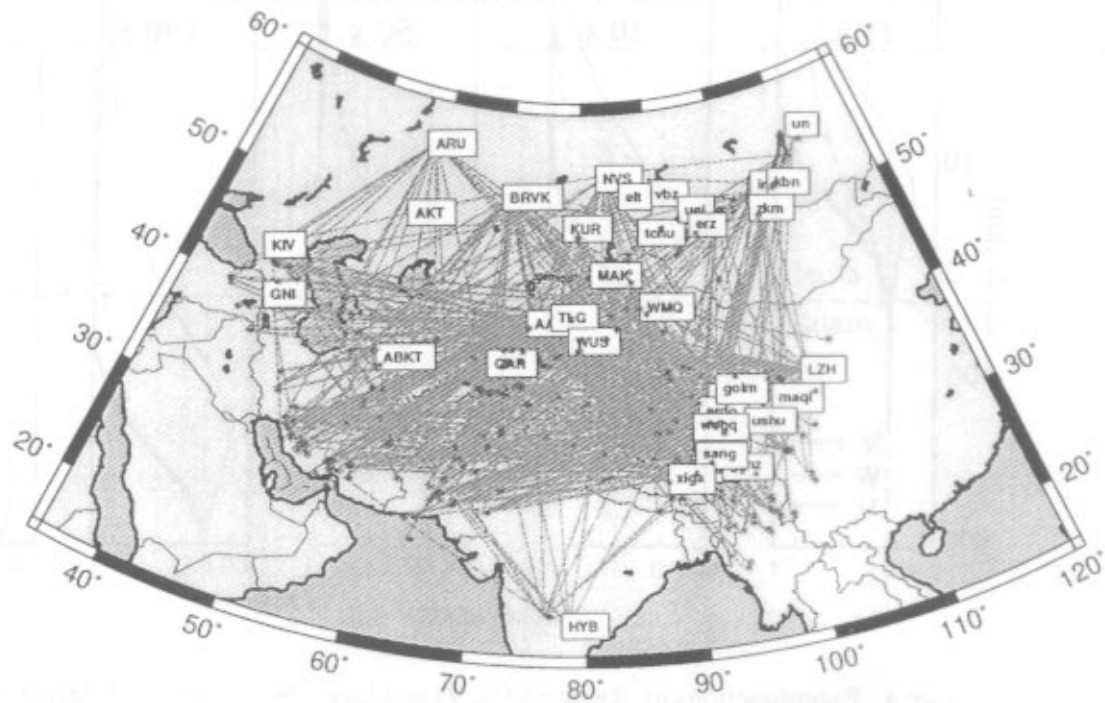 60°
60°
50°
50°
40°
40°
30°
30°
20°
20°
40°
50°
60°
70°
80°
90°
100°
110°
120°
un
ARU
NVS
kbn
BRVK
elt
vbz
AKT
zkm
KUR
erz
tchu
KIV
MAK
GNI
WMQ
TLG
WUS
ABKT
GAR
LZH
golm
maqi
ushu
sang
xiga
HYB